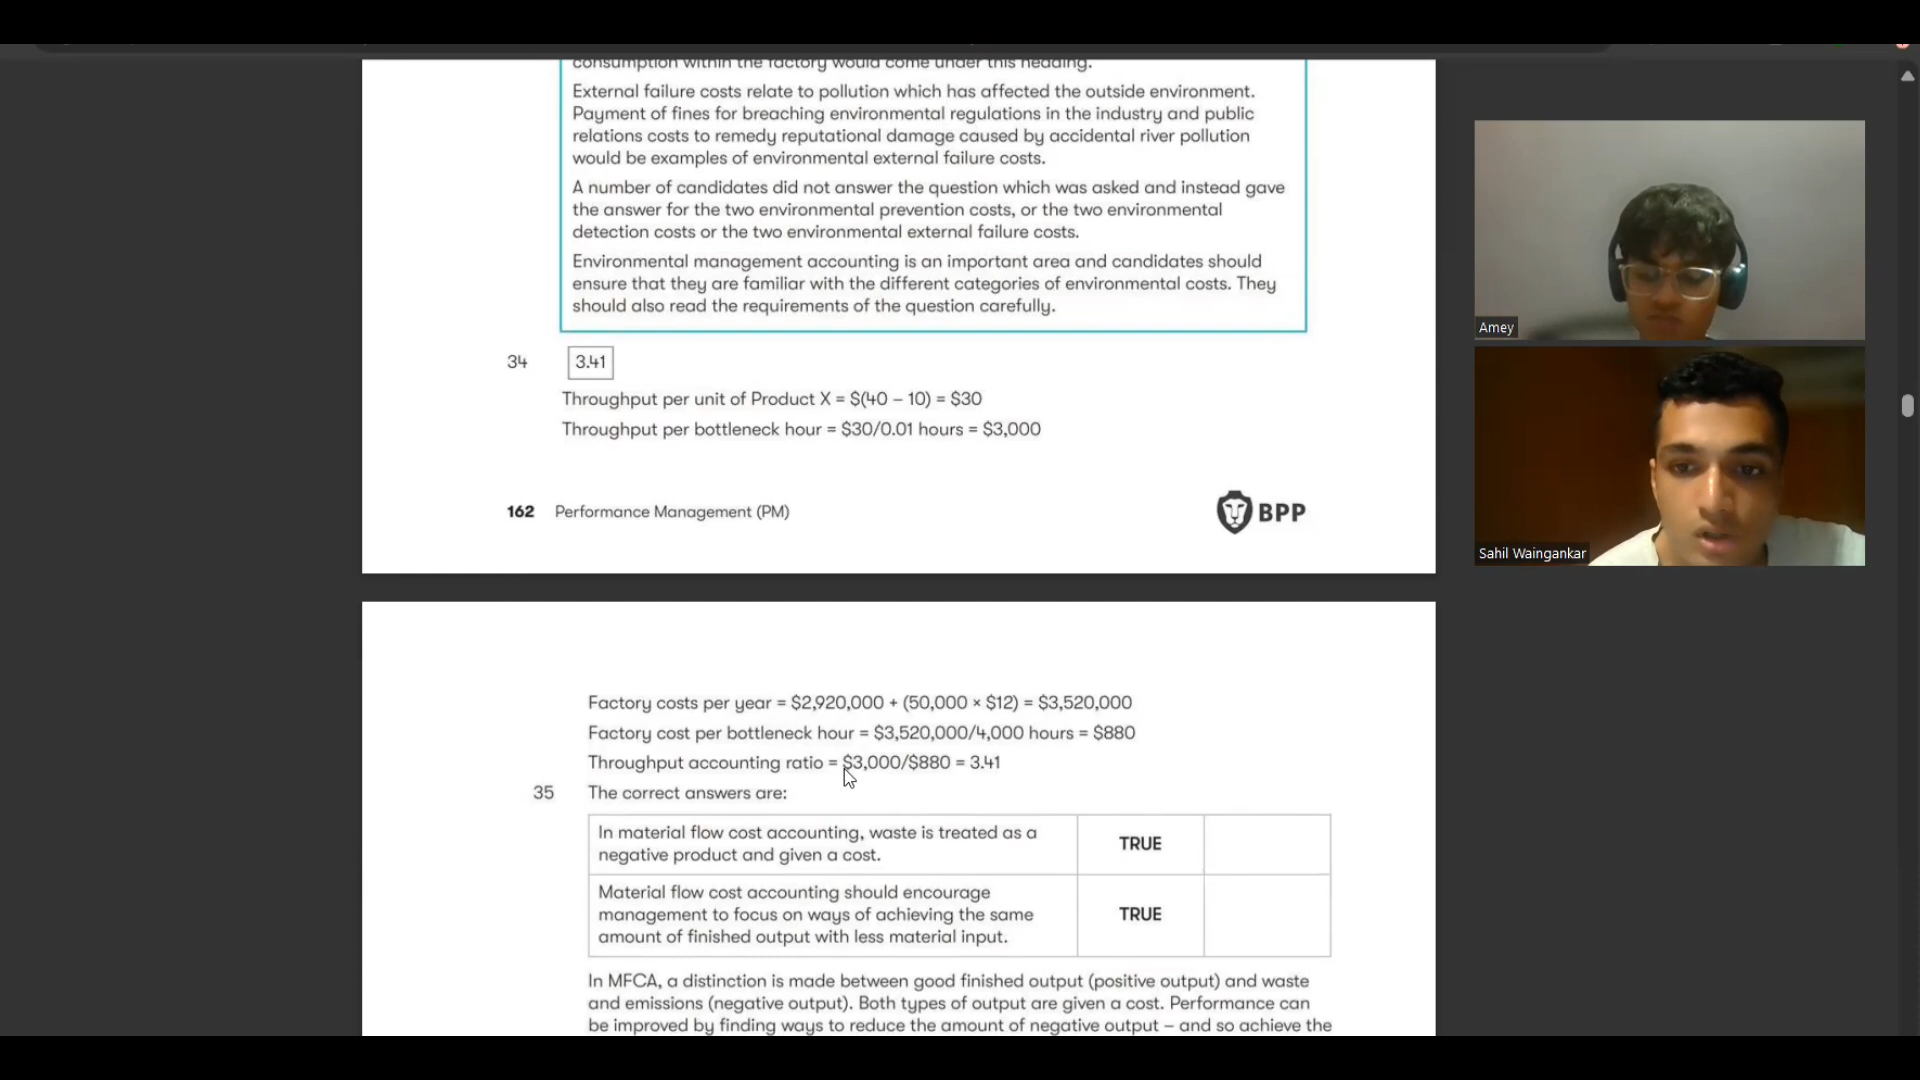 consumption within the factory would come under this heading.
External failure costs relate to pollution which has affected the outside environment.
Payment of fines for breaching environmental regulations in the industry and public
relations costs to remedy reputational damage caused by accidental river pollution
would be examples of environmental external failure costs.
A number of candidates did not answer the question which was asked and instead gave
the answer for the two environmental prevention costs, or the two environmental
detection costs or the two environmental external failure costs.
Environmental management accounting is an important area and candidates should
ensure that they are familiar with the different categories of environmental costs. They
should also read the requirements of the question carefully.
34 3.41
Throughput per unit of Product X = $(40 – 10) = $30
Throughput per bottleneck hour = $30/0.01 hours = $3,000
162 Performance Management (PM) BPP
Factory costs per year = $2,920,000 + (50,000 × $12) = $3,520,000
Factory cost per bottleneck hour = $3,520,000/4,000 hours = $880
Throughput accounting ratio = $3,000/$880 = 3.41
35 The correct answers are:
In material flow cost accounting, waste is treated as a
negative product and given a cost.
TRUE
Material flow cost accounting should encourage
management to focus on ways of achieving the same
amount of finished output with less material input.
TRUE
In MFCA, a distinction is made between good finished output (positive output) and waste
and emissions (negative output). Both types of output are given a cost. Performance can
be improved by finding ways to reduce the amount of negative output – and so achieve the
Amey
Sahil Waingankar